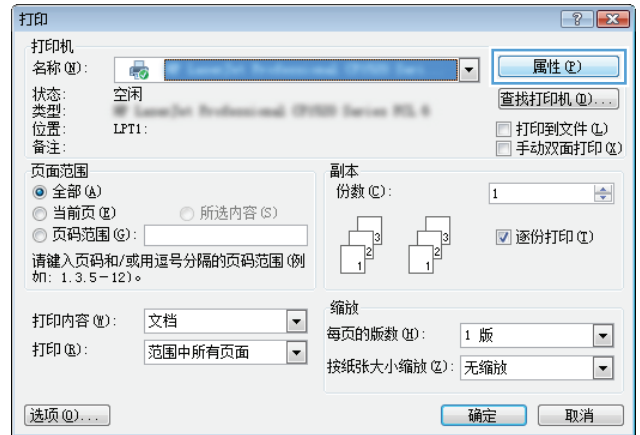 打印
打印机
名称(N):
属性(P)
状态: 空闲
类型:
查找打印机(D)...
位置: LPT1:
打印到文件(L)
备注:
手动双面打印(X)
页面范围
全部(A)
当前页(E) 所选内容(S)
页码范围(G):
请键入页码和/或用逗号分隔的页码范围(例
如: 1.3.5-12)。
副本
份数(C): 1
3 3
2 2
1 1
逐份打印(T)
打印内容(W): 文档
打印(R): 范围中所有页面
缩放
每页的版数(H): 1 版
按纸张大小缩放(Z): 无缩放
选项(O)... 确定 取消